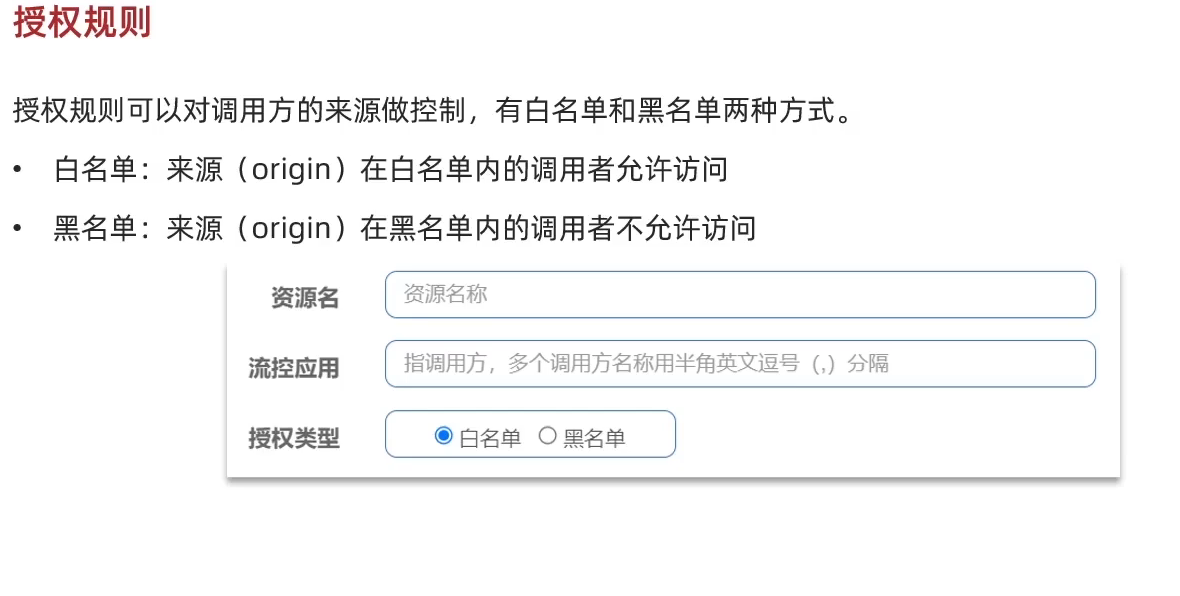 授权规则
授权规则可以对调用方的来源做控制，有白名单和黑名单两种方式。
• 白名单：来源（origin）在白名单内的调用者允许访问
• 黑名单：来源（origin）在黑名单内的调用者不允许访问
资源名 资源名称
流控应用 指调用方，多个调用方名称用半角英文逗号（,）分隔
授权类型 白名单 黑名单